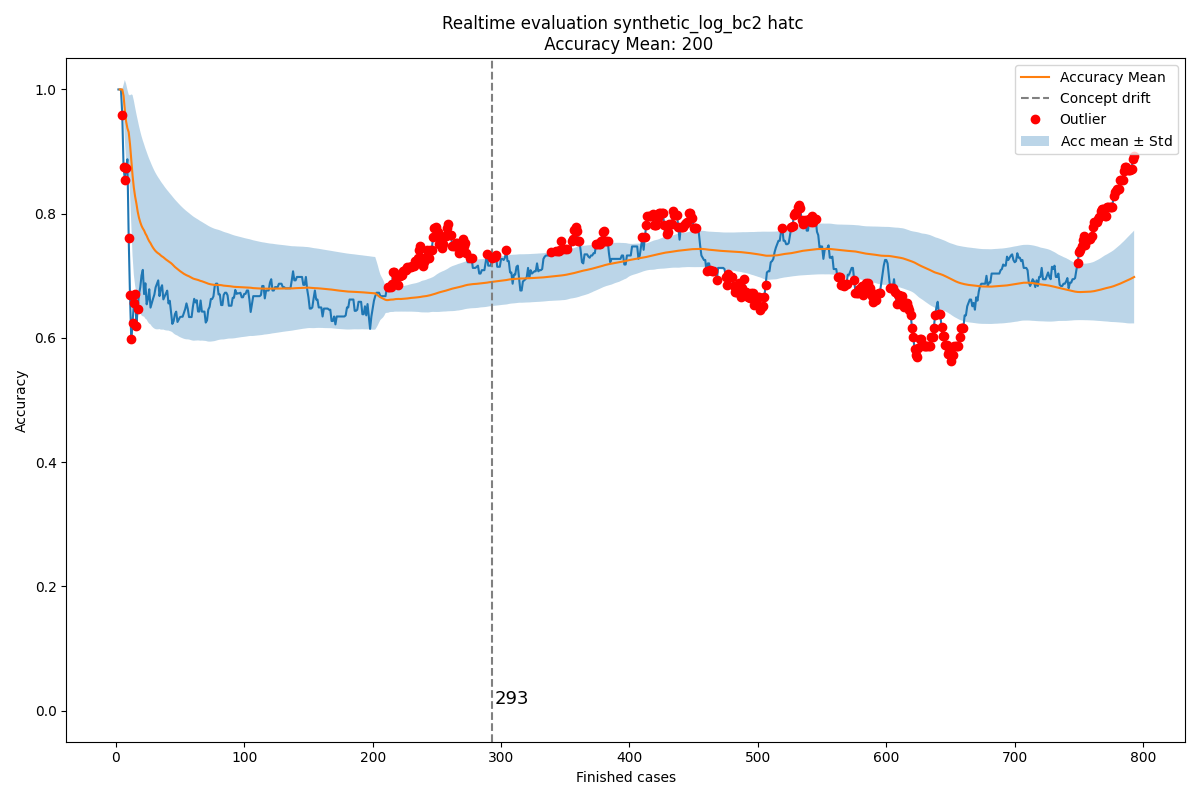 Realtime evaluation synthetic_log_bc2 hatc
Accuracy Mean: 200
Accuracy Mean
Concept drift
Outlier
Acc mean ± Std
1.0
0.8
0.6
0.4
0.2
0.0
Accuracy
293
0
100
200
300
400
500
600
700
800
Finished cases